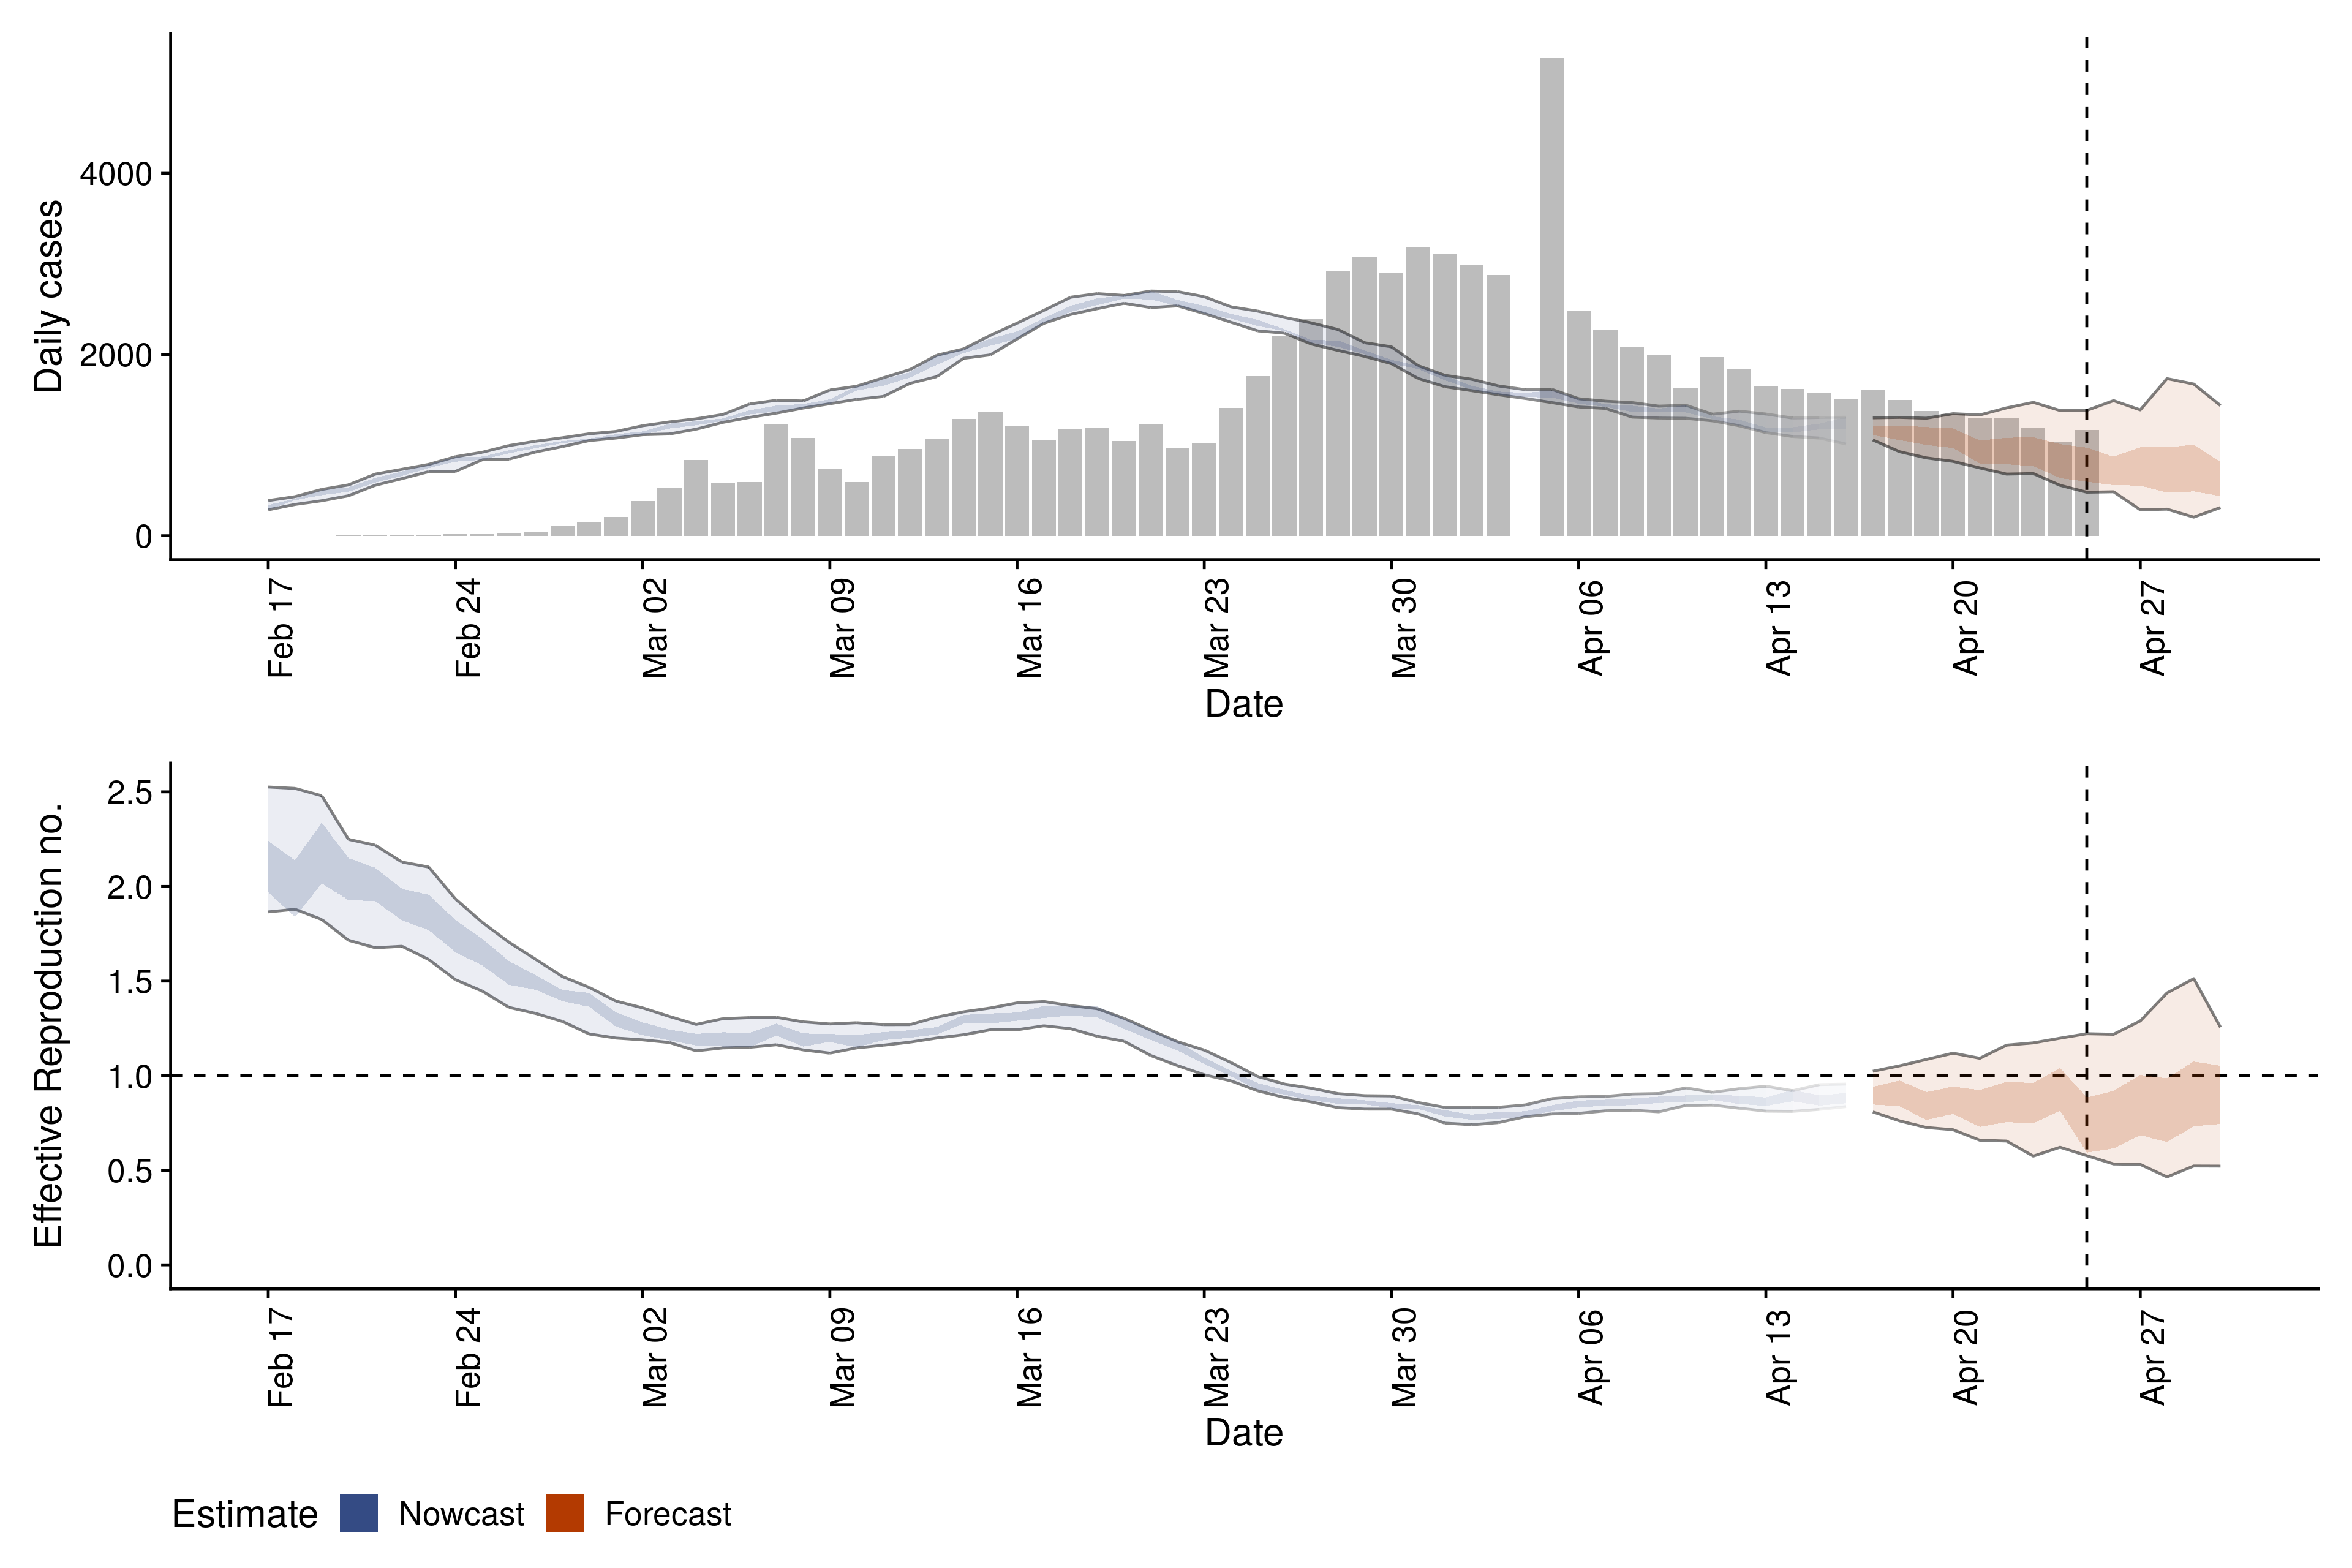 Daily cases
4000
2000
0
Feb 17
Feb 24
Mar 02
Mar 09
Mar 16
Mar 23
Mar 30
Apr 06
Apr 13
Apr 20
Apr 27
Date
Effective Reproduction no.
2.5
2.0
1.5
1.0
0.5
0.0
Feb 17
Feb 24
Mar 02
Mar 09
Mar 16
Mar 23
Mar 30
Apr 06
Apr 13
Apr 20
Apr 27
Date
Estimate Nowcast Forecast